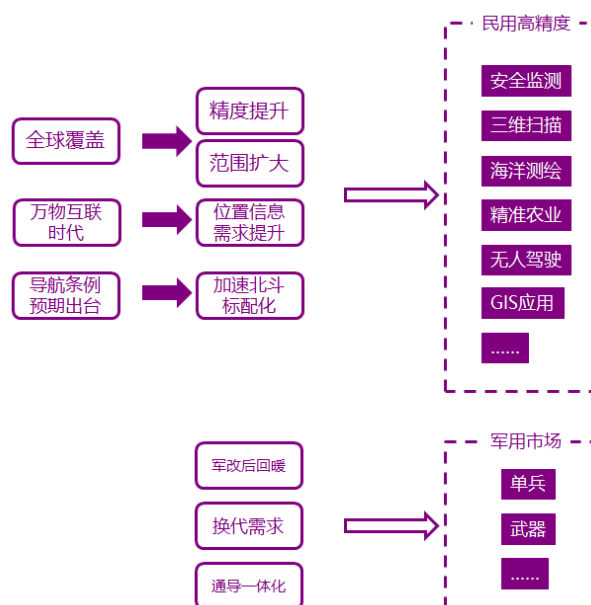 民用高精度
安全监测
三维扫描
海洋测绘
精准农业
无人驾驶
GIS应用
......
精度提升
范围扩大
全球覆盖
万物互联
时代
位置信息
需求提升
导航条例
预期出台
加速北斗
标配化
军用市场
单兵
武器
......
军改后回暖
换代需求
通导一体化